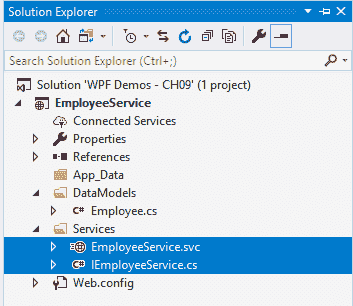 Solution Explorer
Search Solution Explorer (Ctrl+;)
Solution 'WPF Demos - CH09' (1 project)
EmployeeService
Connected Services
Properties
References
App_Data
DataModels
C# Employee.cs
Services
EmployeeService.svc
C# IEmployeeService.cs
Web.config